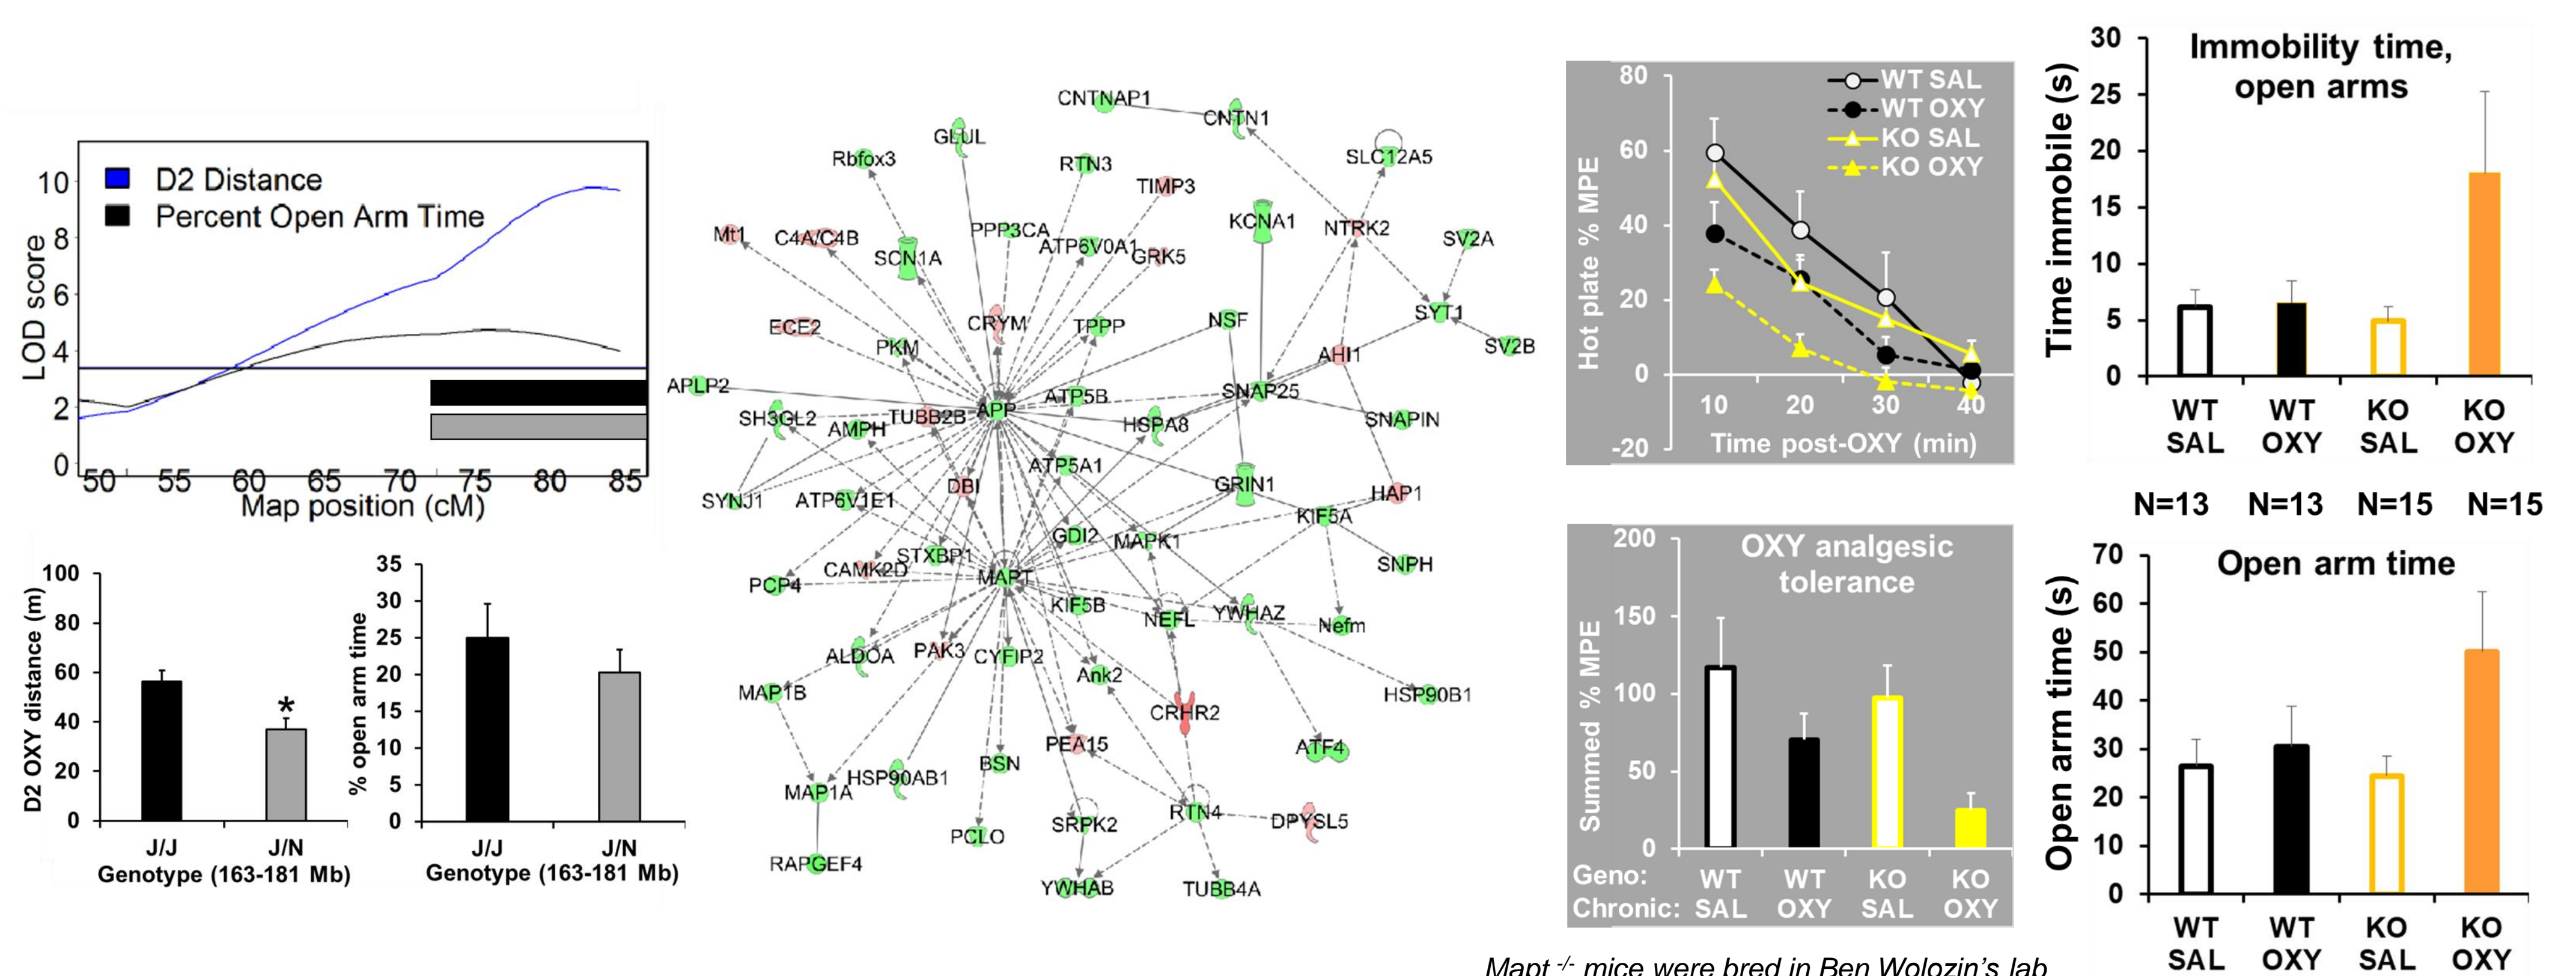 D2 Distance
Percent Open Arm Time
LOD score
10
8
6
4
2
0
50 55 60 65 70 75 80 85
Map position (cM)
D2 OXY distance (m)
100
80
60
40
20
0
*
J/J J/N
Genotype (163-181 Mb)
% open arm time
35
30
25
20
15
10
5
0
J/J J/N
Genotype (163-181 Mb)
CNTNAP1
CNTN1
GLUL
Rbfox3
RTN3
SLC12A5
TIMP3
Mt1
C4A/C4B
SCN1A
PPP3CA
ATP6V0A1
GRK5
KCNA1
NTRK2
SV2A
ECE2
CRYM
TPPP
NSF
SYT1
PKM
AHI1
SV2B
APLP2
ATP5B
SNAP25
SH3GL2
AMPH
TUBB2B
APP
HSPA8
SNAPIN
ATP5A1
SYNJ1
ATP6V1E1
DBI
GRIN1
HAP1
KIF5A
GDI2
MAPK1
STXBP1
CAMK2D
PCP4
MAPT
SNPH
KIF5B
NEFL
YWHAZ
Nefm
ALDOA
PAK3
CYFIP2
Ank2
MAP1B
CRHR2
HSP90B1
PEA15
ATF4
BSN
HSP90AB1
MAP1A
SRPK2
RTN4
DPYSL5
PCLO
RAPGEF4
YWHAB
TUBB4A
Hot plate % MPE
80
60
40
20
0
-20
WT SAL
WT OXY
KO SAL
KO OXY
10 20 30 40
Time post-OXY (min)
OXY analgesic
tolerance
Summed % MPE
200
150
100
50
0
Geno: WT WT KO KO
Chronic: SAL OXY SAL OXY
Mapt -/- mice were bred in Ben Wolozin's lab
Immobility time,
open arms
Time immobile (s)
30
25
20
15
10
5
0
WT WT KO KO
SAL OXY SAL OXY
N=13 N=13 N=15 N=15
Open arm time
Open arm time (s)
70
60
50
40
30
20
10
0
WT WT KO KO
SAL OXY SAL OXY